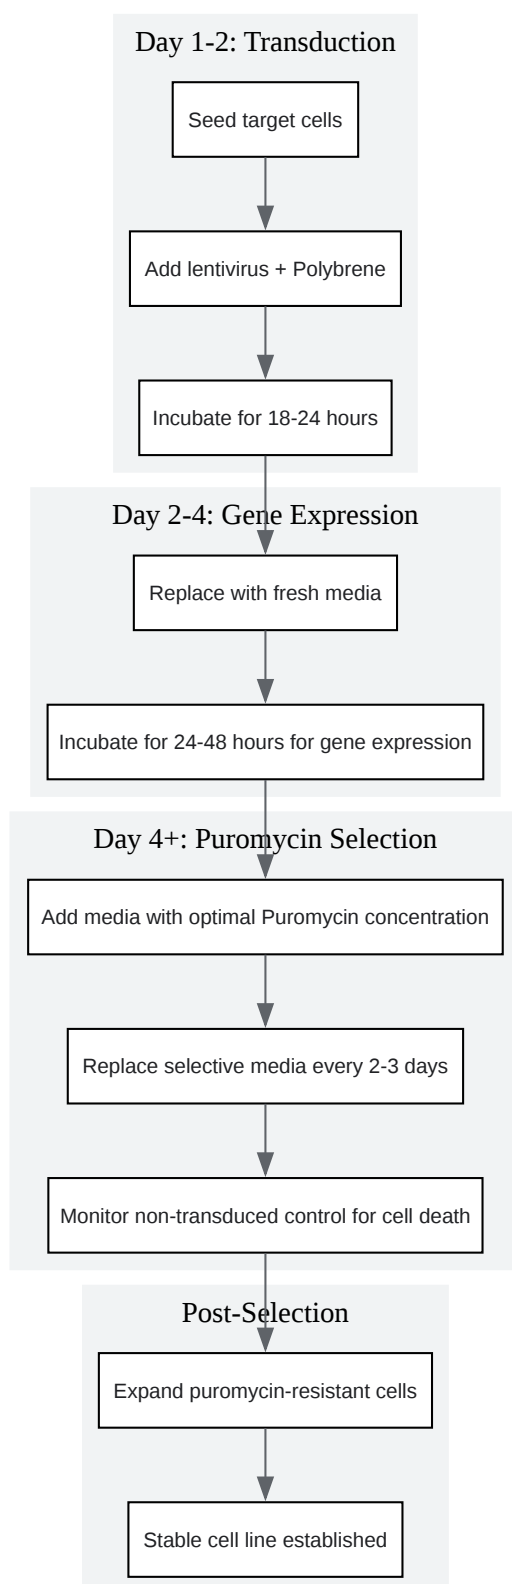 Day 1-2: Transduction
Seed target cells
Add lentivirus + Polybrene
Incubate for 18-24 hours
Day 2-4: Gene Expression
Replace with fresh media
Incubate for 24-48 hours for gene expression
Day 4+: Puromycin Selection
Add media with optimal Puromycin concentration
Replace selective media every 2-3 days
Monitor non-transduced control for cell death
Post-Selection
Expand puromycin-resistant cells
Stable cell line established